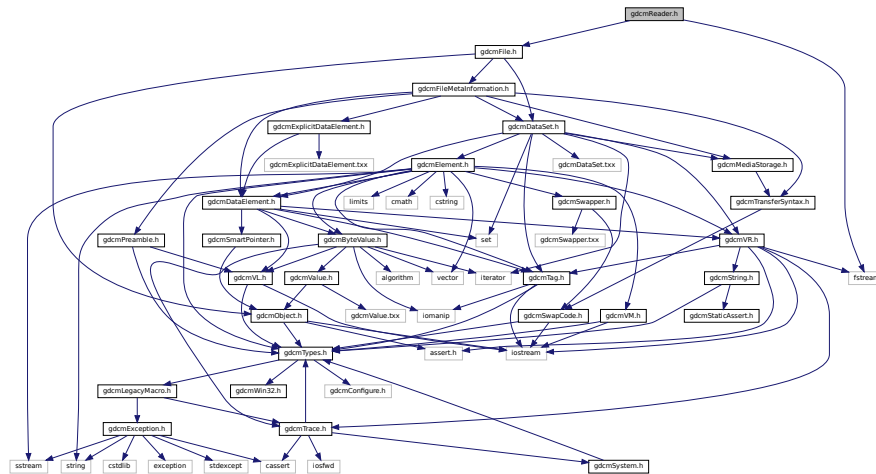 gdcmReader.h
gdcmFile.h
gdcmFileMetaInformation.h
gdcmExplicitDataElement.h
gdcmDataSet.h
gdcmExplicitDataElement.txx
gdcmElement.h
gdcmDataSet.txx
gdcmMediaStorage.h
gdcmDataElement.h
limits
cmath
cstring
gdcmSwapper.h
gdcmTransferSyntax.h
gdcmPreamble.h
gdcmSmartPointer.h
gdcmByteValue.h
set
gdcmSwapper.txx
gdcmVR.h
gdcmVL.h
gdcmValue.h
algorithm
vector
iterator
gdcmTag.h
gdcmString.h
fstream
gdcmObject.h
gdcmValue.txx
iomanip
gdcmSwapCode.h
gdcmVM.h
gdcmStaticAssert.h
gdcmTypes.h
assert.h
iostream
gdcmLegacyMacro.h
gdcmWin32.h
gdcmConfigure.h
gdcmException.h
gdcmTrace.h
sstream
string
cstdlib
exception
stdexcept
cassert
iosfwd
gdcmSystem.h